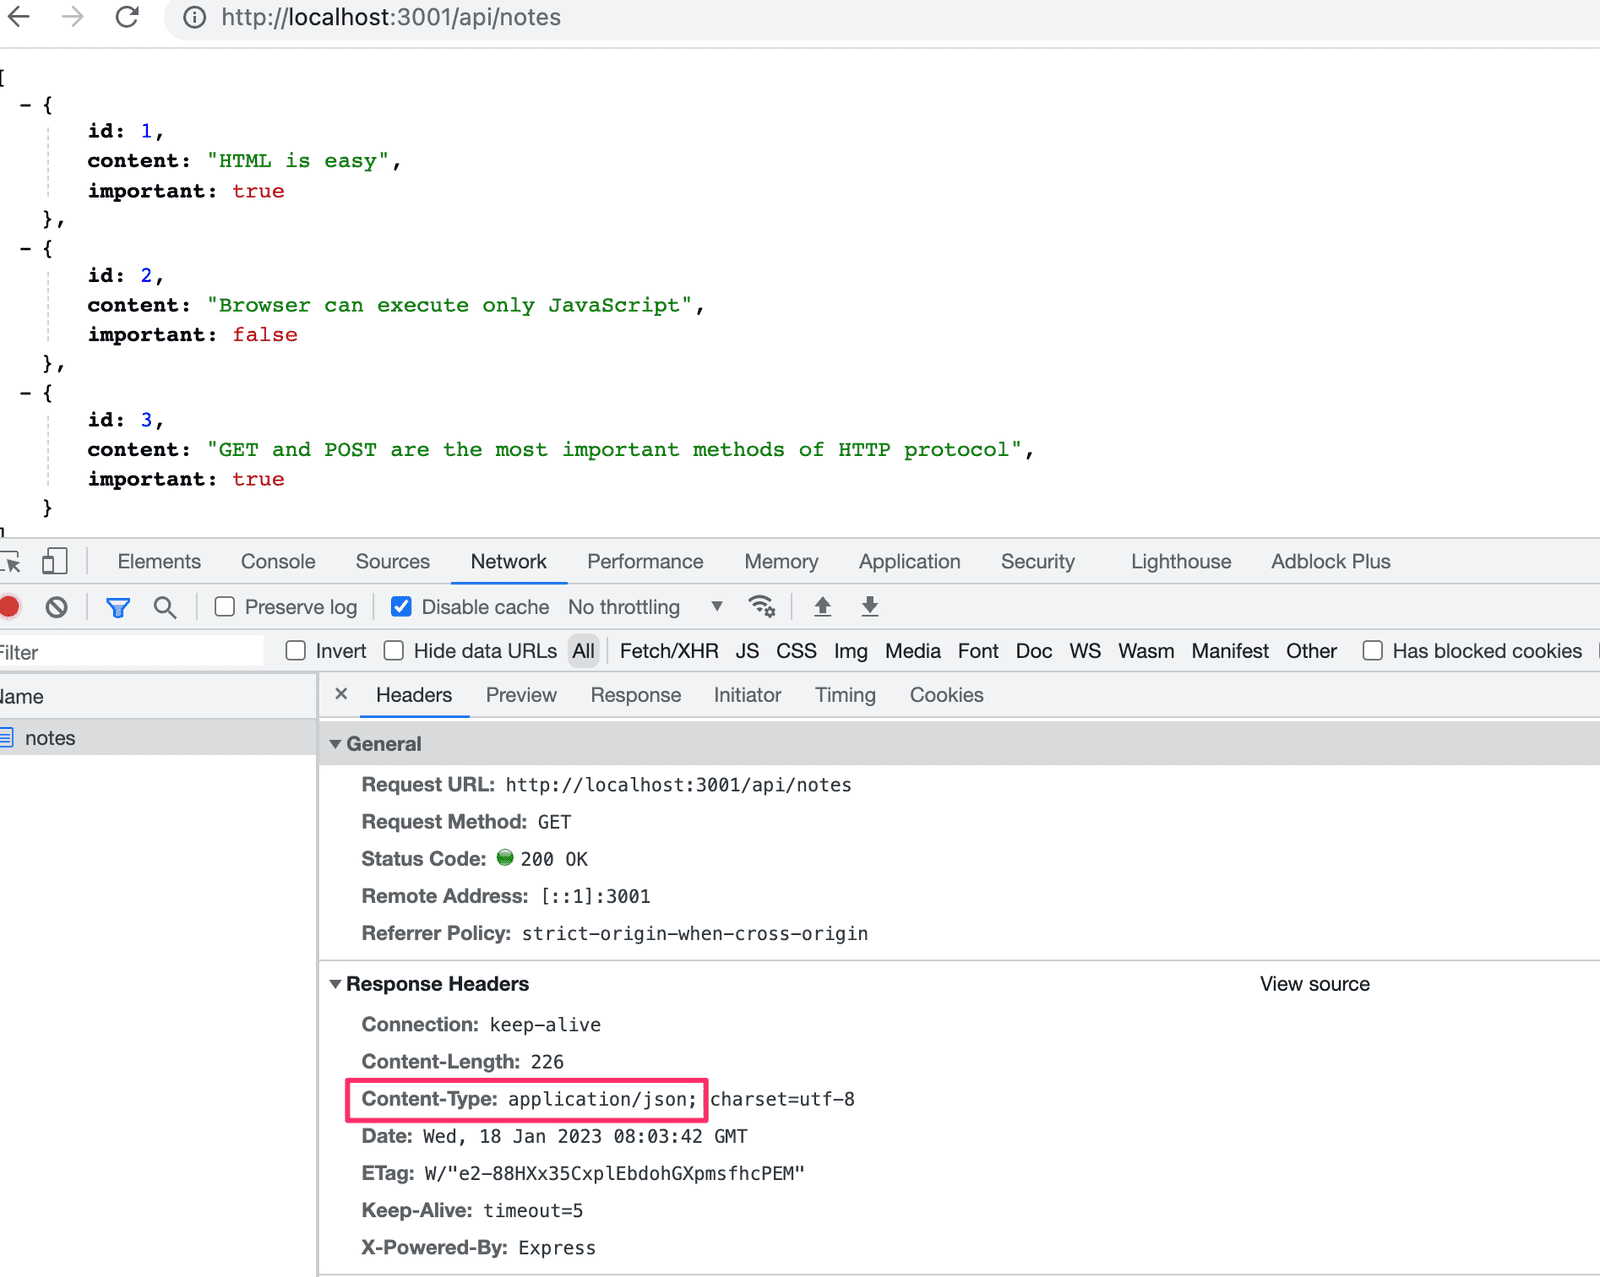 http://localhost:3001/api/notes
[
- {
id: 1,
content: "HTML is easy",
important: true
},
- {
id: 2,
content: "Browser can execute only JavaScript",
important: false
},
- {
id: 3,
content: "GET and POST are the most important methods of HTTP protocol",
important: true
}
]
Elements Console Sources Network Performance Memory Application Security Lighthouse Adblock Plus
Preserve log Disable cache No throttling
Filter Invert Hide data URLs All Fetch/XHR JS CSS Img Media Font Doc WS Wasm Manifest Other Has blocked cookies
Name × Headers Preview Response Initiator Timing Cookies
notes
General
Request URL: http://localhost:3001/api/notes
Request Method: GET
Status Code: 200 OK
Remote Address: [::1]:3001
Referrer Policy: strict-origin-when-cross-origin
Response Headers View source
Connection: keep-alive
Content-Length: 226
Content-Type: application/json; charset=utf-8
Date: Wed, 18 Jan 2023 08:03:42 GMT
ETag: W/"e2-88HXx35CxplEbdohGXpmsfhcPEM"
Keep-Alive: timeout=5
X-Powered-By: Express